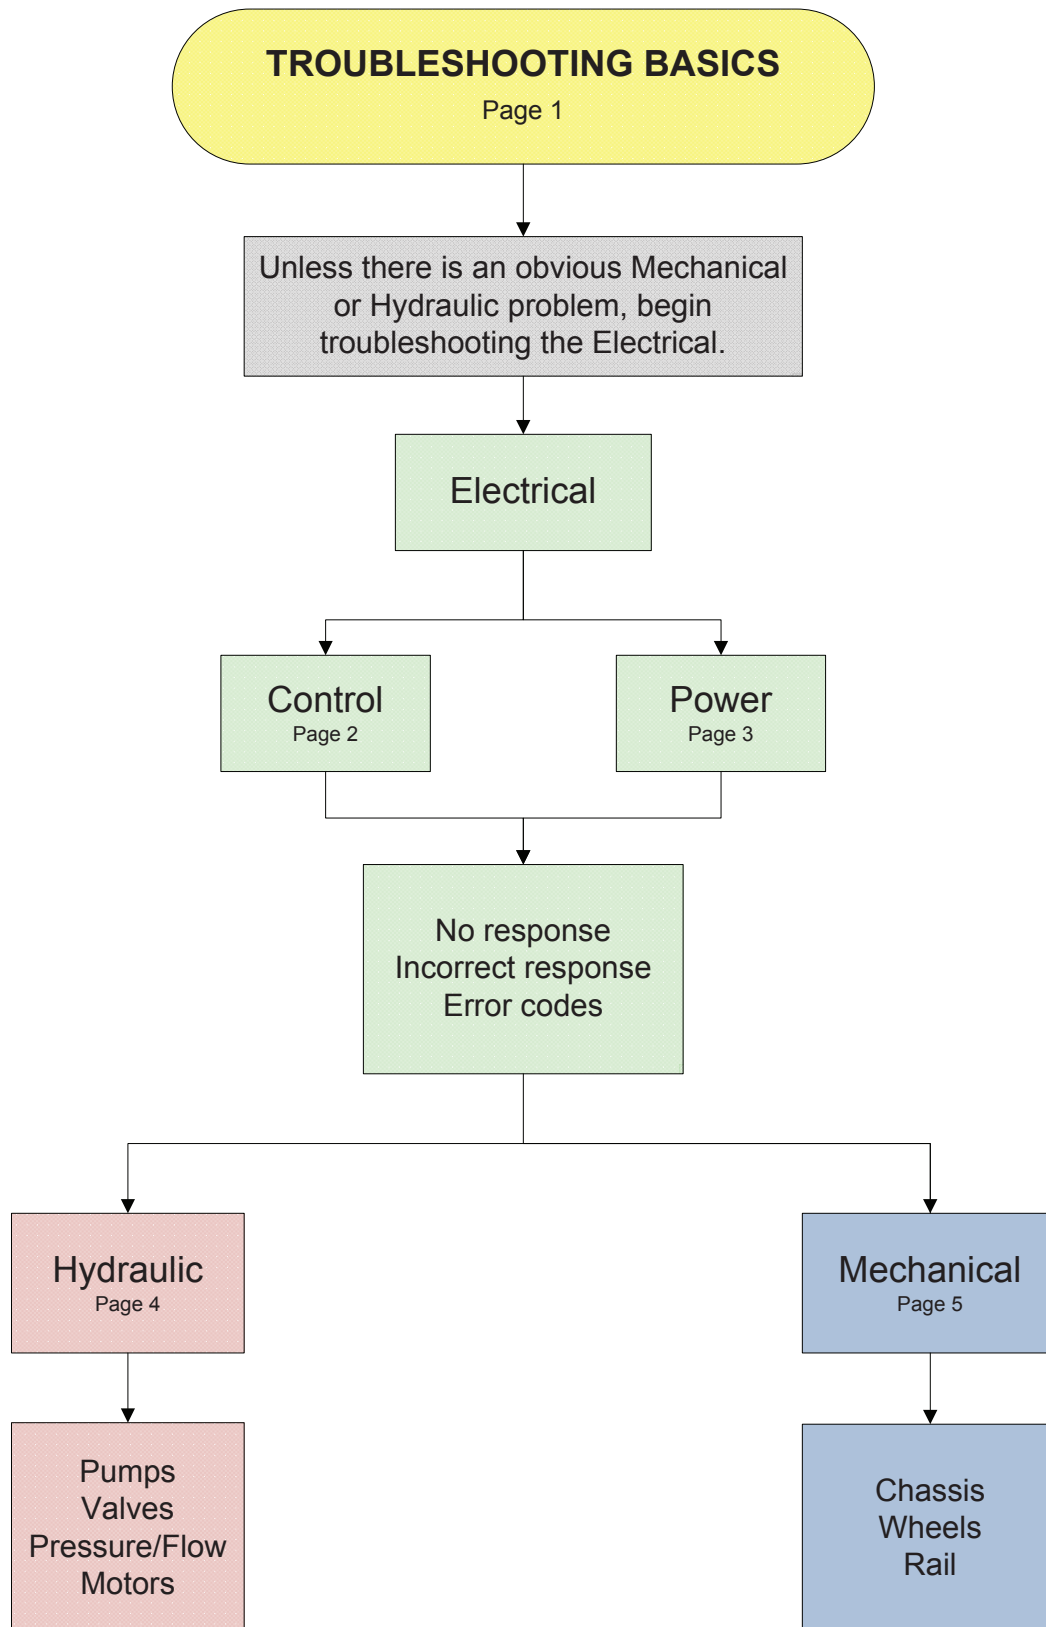 TROUBLESHOOTING BASICS
Page 1
Unless there is an obvious Mechanical
or Hydraulic problem, begin
troubleshooting the Electrical.
Electrical
Control
Page 2
Power
Page 3
No response
Incorrect response
Error codes
Hydraulic
Page 4
Mechanical
Page 5
Pumps
Valves
Pressure/Flow
Motors
Chassis
Wheels
Rail